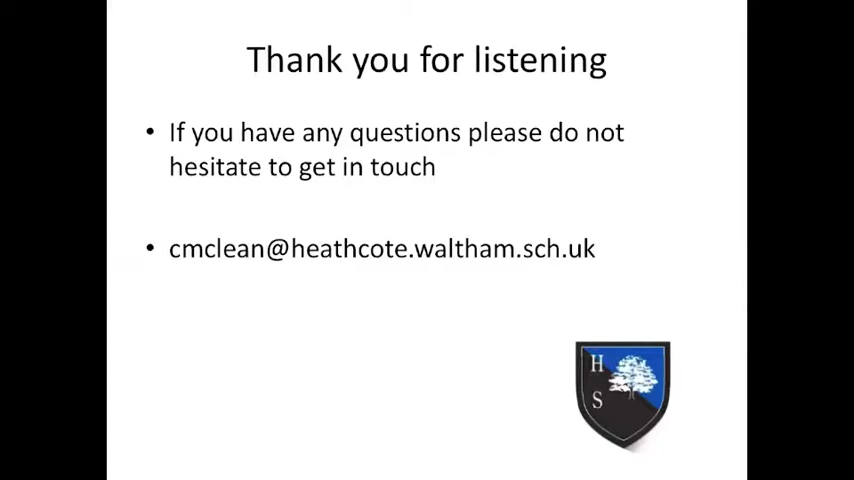 Thank you for listening
• If you have any questions please do not
hesitate to get in touch
• cmclean@heathcote.waltham.sch.uk
H
S